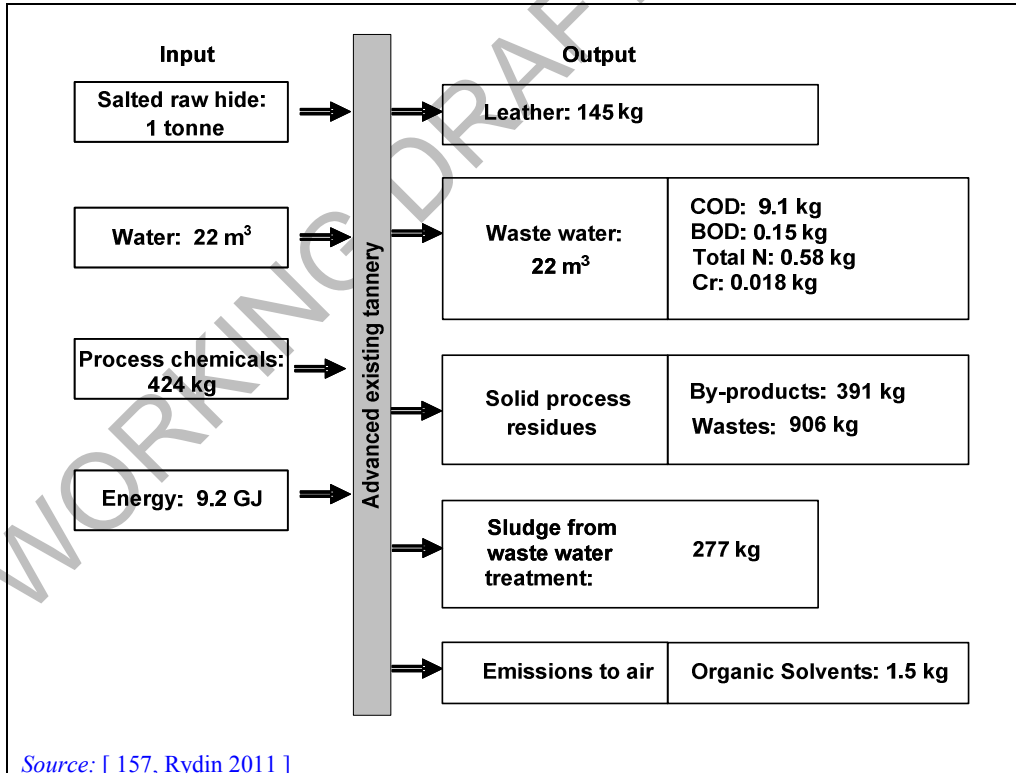 WORKING DRAF
Input
Output
Salted raw hide:
1 tonne
Water: 22 m³
Process chemicals:
424 kg
Energy: 9.2 GJ
Advanced existing tannery
Leather: 145 kg
Waste water:
22 m³
COD: 9.1 kg
BOD: 0.15 kg
Total N: 0.58 kg
Cr: 0.018 kg
Solid process
residues
By-products: 391 kg
Wastes: 906 kg
Sludge from
waste water
treatment:
277 kg
Emissions to air
Organic Solvents: 1.5 kg
Source: [ 157, Rydin 2011 ]